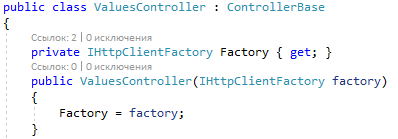 public class ValuesController : ControllerBase
{
Ссылок: 2 | 0 исключения
private IHttpClientFactory Factory { get; }
Ссылок: 0 | 0 исключения
public ValuesController(IHttpClientFactory factory)
{
Factory = factory;
}